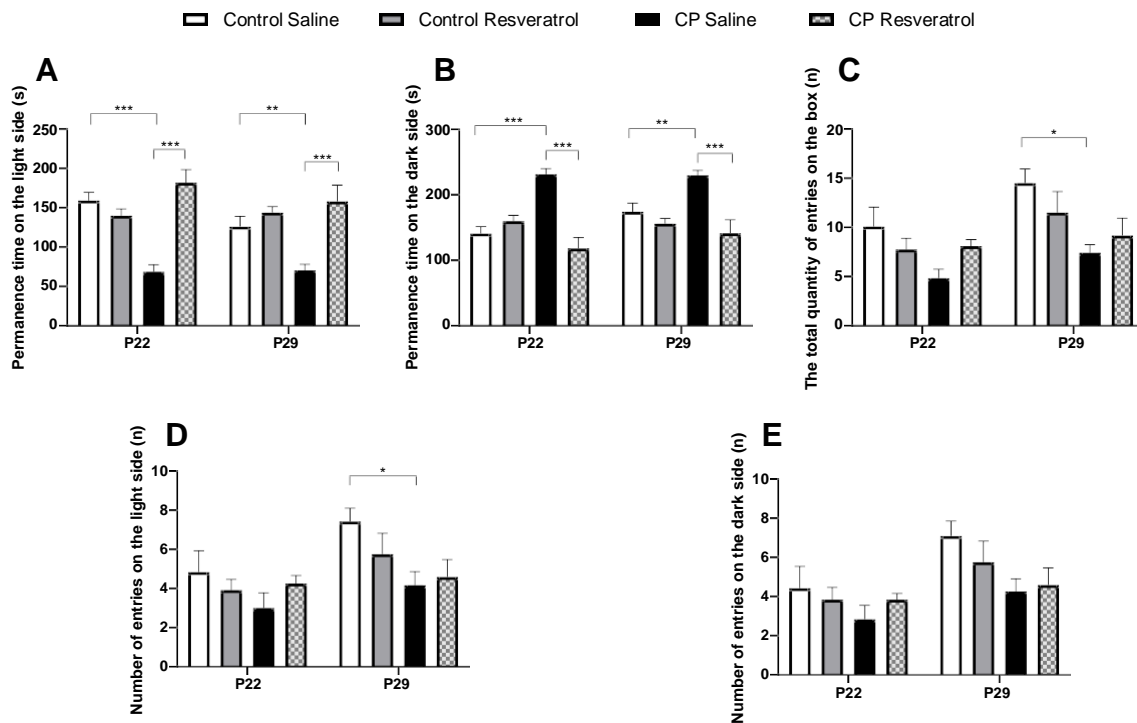 Control Saline Control Resveratrol CP Saline CP Resveratrol
A
Permanence time on the light side (s)
250
200
150
100
50
0
***
**
***
***
P22 P29
B
Permanence time on the dark side (s)
300
200
100
0
***
**
***
***
P22 P29
C
The total quantity of entries on the box (n)
20
15
10
5
0
*
P22 P29
D
Number of entries on the light side (n)
10
8
6
4
2
0
*
P22 P29
E
Number of entries on the dark side (n)
10
8
6
4
2
0
P22 P29